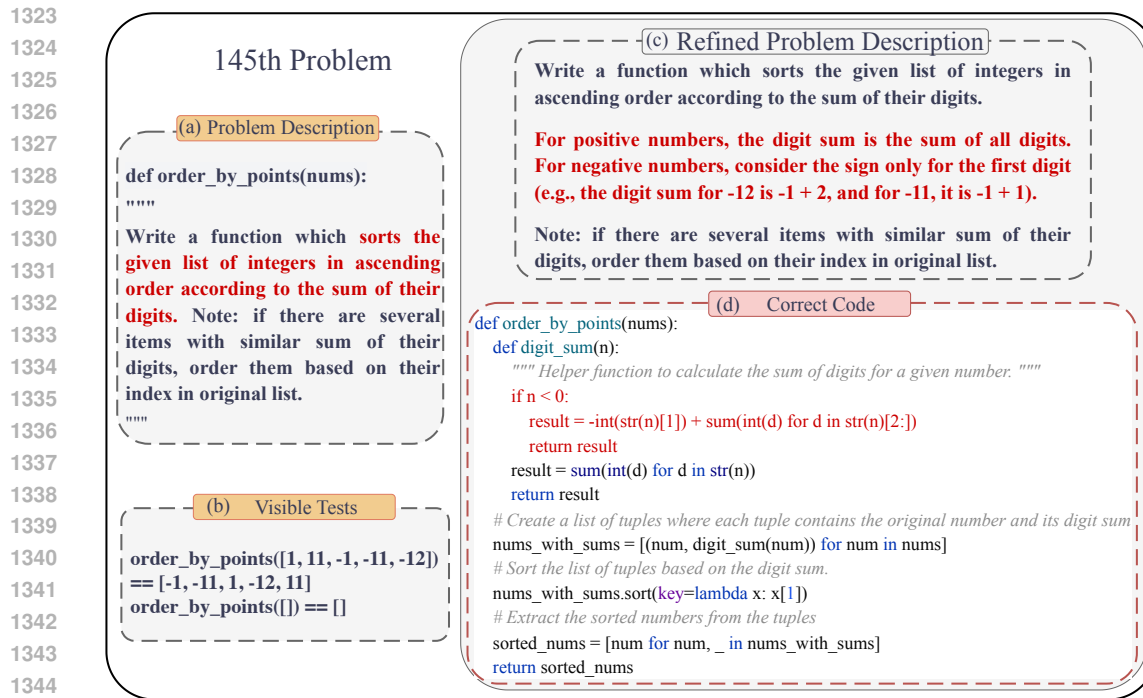 1323
1324
1325
1326
1327
1328
1329
1330
1331
1332
1333
1334
1335
1336
1337
1338
1339
1340
1341
1342
1343
1344
145th Problem
(a) Problem Description
def order_by_points(nums):
"""
Write a function which sorts the
given list of integers in ascending
order according to the sum of their
digits. Note: if there are several
items with similar sum of their
digits, order them based on their
index in original list.
"""
(b) Visible Tests
order_by_points([1, 11, -1, -11, -12])
== [-1, -11, 1, -12, 11]
order_by_points([]) == []
(c) Refined Problem Description
Write a function which sorts the given list of integers in
ascending order according to the sum of their digits.
For positive numbers, the digit sum is the sum of all digits.
For negative numbers, consider the sign only for the first digit
(e.g., the digit sum for -12 is -1 + 2, and for -11, it is -1 + 1).
Note: if there are several items with similar sum of their
digits, order them based on their index in original list.
(d) Correct Code
def order_by_points(nums):
def digit_sum(n):
""" Helper function to calculate the sum of digits for a given number. """
if n < 0:
result = -int(str(n)[1]) + sum(int(d) for d in str(n)[2:])
return result
result = sum(int(d) for d in str(n))
return result
# Create a list of tuples where each tuple contains the original number and its digit sum
nums_with_sums = [(num, digit_sum(num)) for num in nums]
# Sort the list of tuples based on the digit sum.
nums_with_sums.sort(key=lambda x: x[1])
# Extract the sorted numbers from the tuples
sorted_nums = [num for num, _ in nums_with_sums]
return sorted_nums